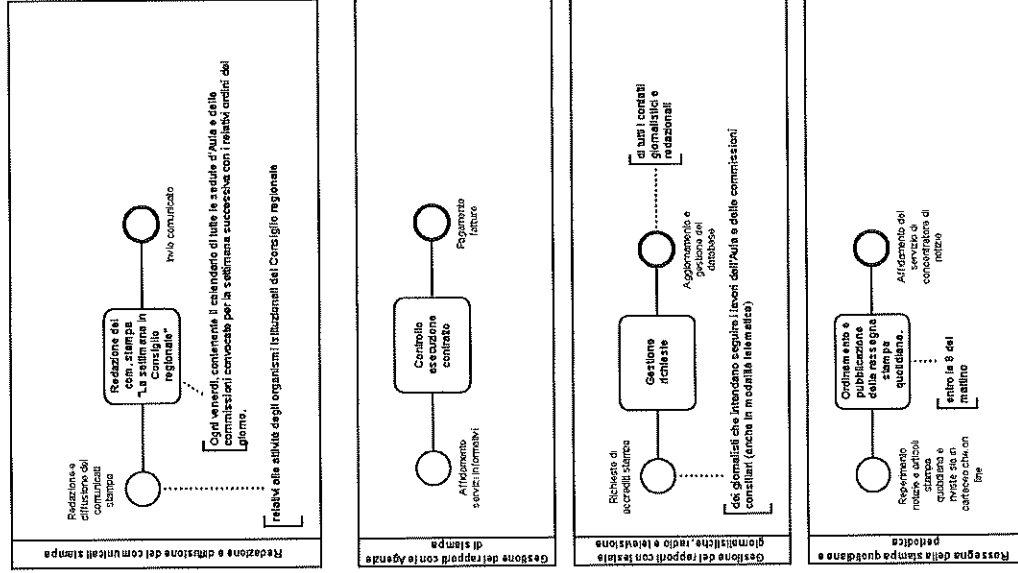 Redazione e diffusione dei comunicati stampa
Redazione e
diffusione dei
comunicati
stampa
Redazione del
com. stampa
"La settimana in
Consiglio
regionale"
Invio comunicato
Ogni venerdì, contenente il calendario di tutte le sedute d'Aula e delle
commissioni convocate per la settimana successiva con i relativi ordini del
giorno.
relativi alle attività degli organismi istituzionali del Consiglio regionale
Gestione dei rapporti con le Agenzie
di stampa
Affidamento
servizi informativi
Controllo
esecuzione
contratto
Pagamento
fatture
Gestione dei rapporti con testate
giornalistiche, radio e televisione
Richieste di
accrediti stampa
Gestione
richieste
Aggiornamento e
gestione del
database
di tutti i contatti
giornalistici e
redazionali
dei giornalisti che intendano seguire i lavori dell'Aula e delle commissioni
consiliari (anche in modalità telematica)
Rassegna della stampa quotidiana e
periodica
Reperimento
notizie e articoli
stampa
quotidiana e
riviste sia in
cartaceo che on
line
Ordinamento e
pubblicazione
della rassegna
stampa
quotidiana.
Affidamento del
servizio di
concentratore di
notizie
entro le 8 del
mattino